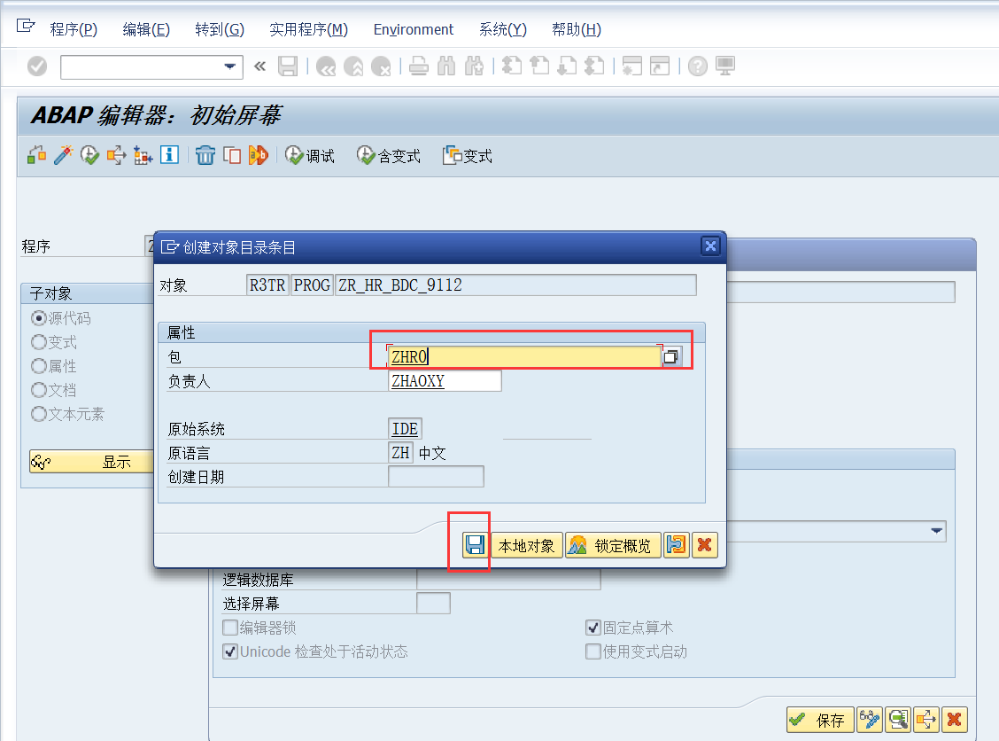 程序(P) 编辑(E) 转到(G) 实用程序(M) Environment 系统(Y) 帮助(H)
ABAP 编辑器：初始屏幕
调试 含变式 变式
程序
创建对象目录条目
对象 R3TR PROG ZR_HR_BDC_9112
子对象
源代码
变式
属性
文档
文本元素
显示
属性
包 ZHR0
负责人 ZHAOXY
原始系统 IDE
原语言 ZH 中文
创建日期
本地对象 锁定概览
逻辑数据库
选择屏幕
编辑器锁 固定点算术
Unicode 检查处于活动状态 使用变式启动
保存